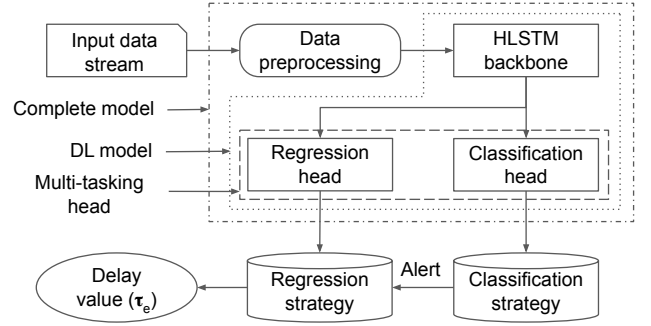 Input data
stream
Data
preprocessing
HLSTM
backbone
Complete model
DL model
Multi-tasking
head
Regression
head
Classification
head
Delay
value (τe)
Regression
strategy
Alert
Classification
strategy